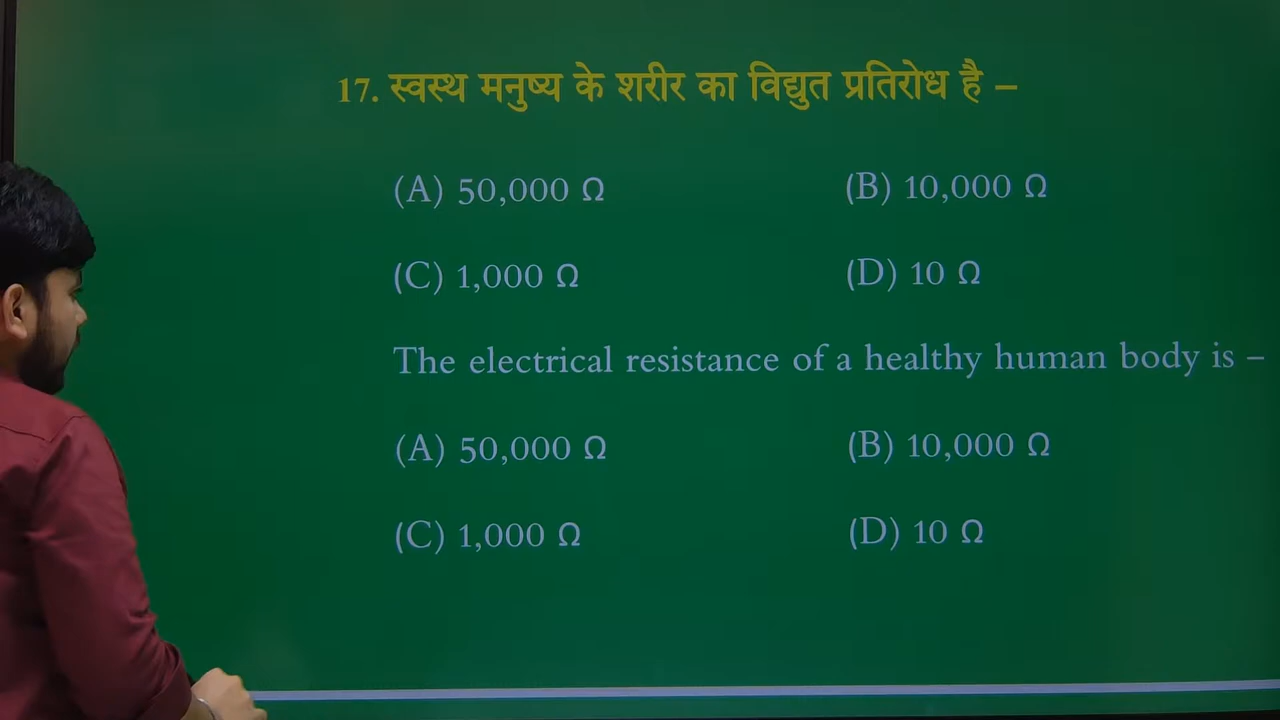 17. स्वस्थ मनुष्य के शरीर का विद्युत प्रतिरोध है –
(A) 50,000 Ω (B) 10,000 Ω
(C) 1,000 Ω (D) 10 Ω
The electrical resistance of a healthy human body is –
(A) 50,000 Ω (B) 10,000 Ω
(C) 1,000 Ω (D) 10 Ω